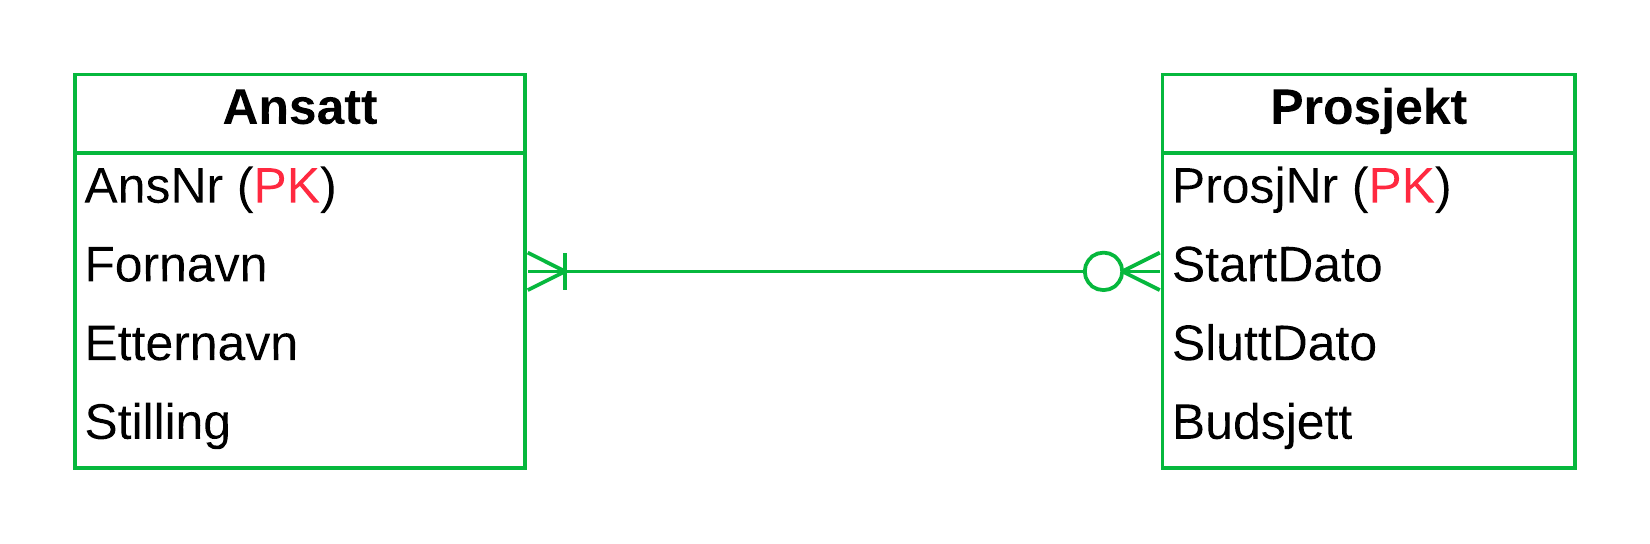 Ansatt
AnsNr (PK)
Fornavn
Etternavn
Stilling
Prosjekt
ProsjNr (PK)
StartDato
SluttDato
Budsjett